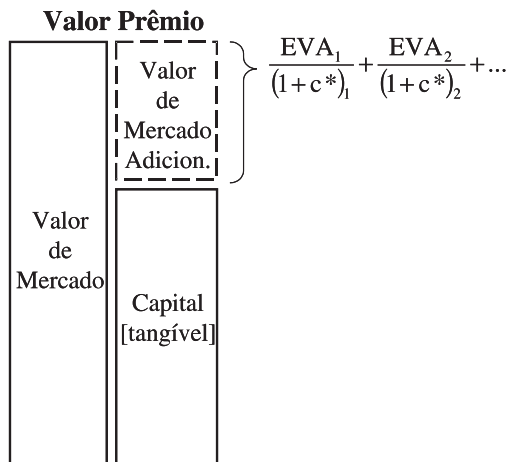 Valor Prêmio
Valor
de
Mercado
Adicion.
EVA₁/(1+c*)₁ + EVA₂/(1+c*)₂ + ...
Valor
de
Mercado
Capital
[tangível]